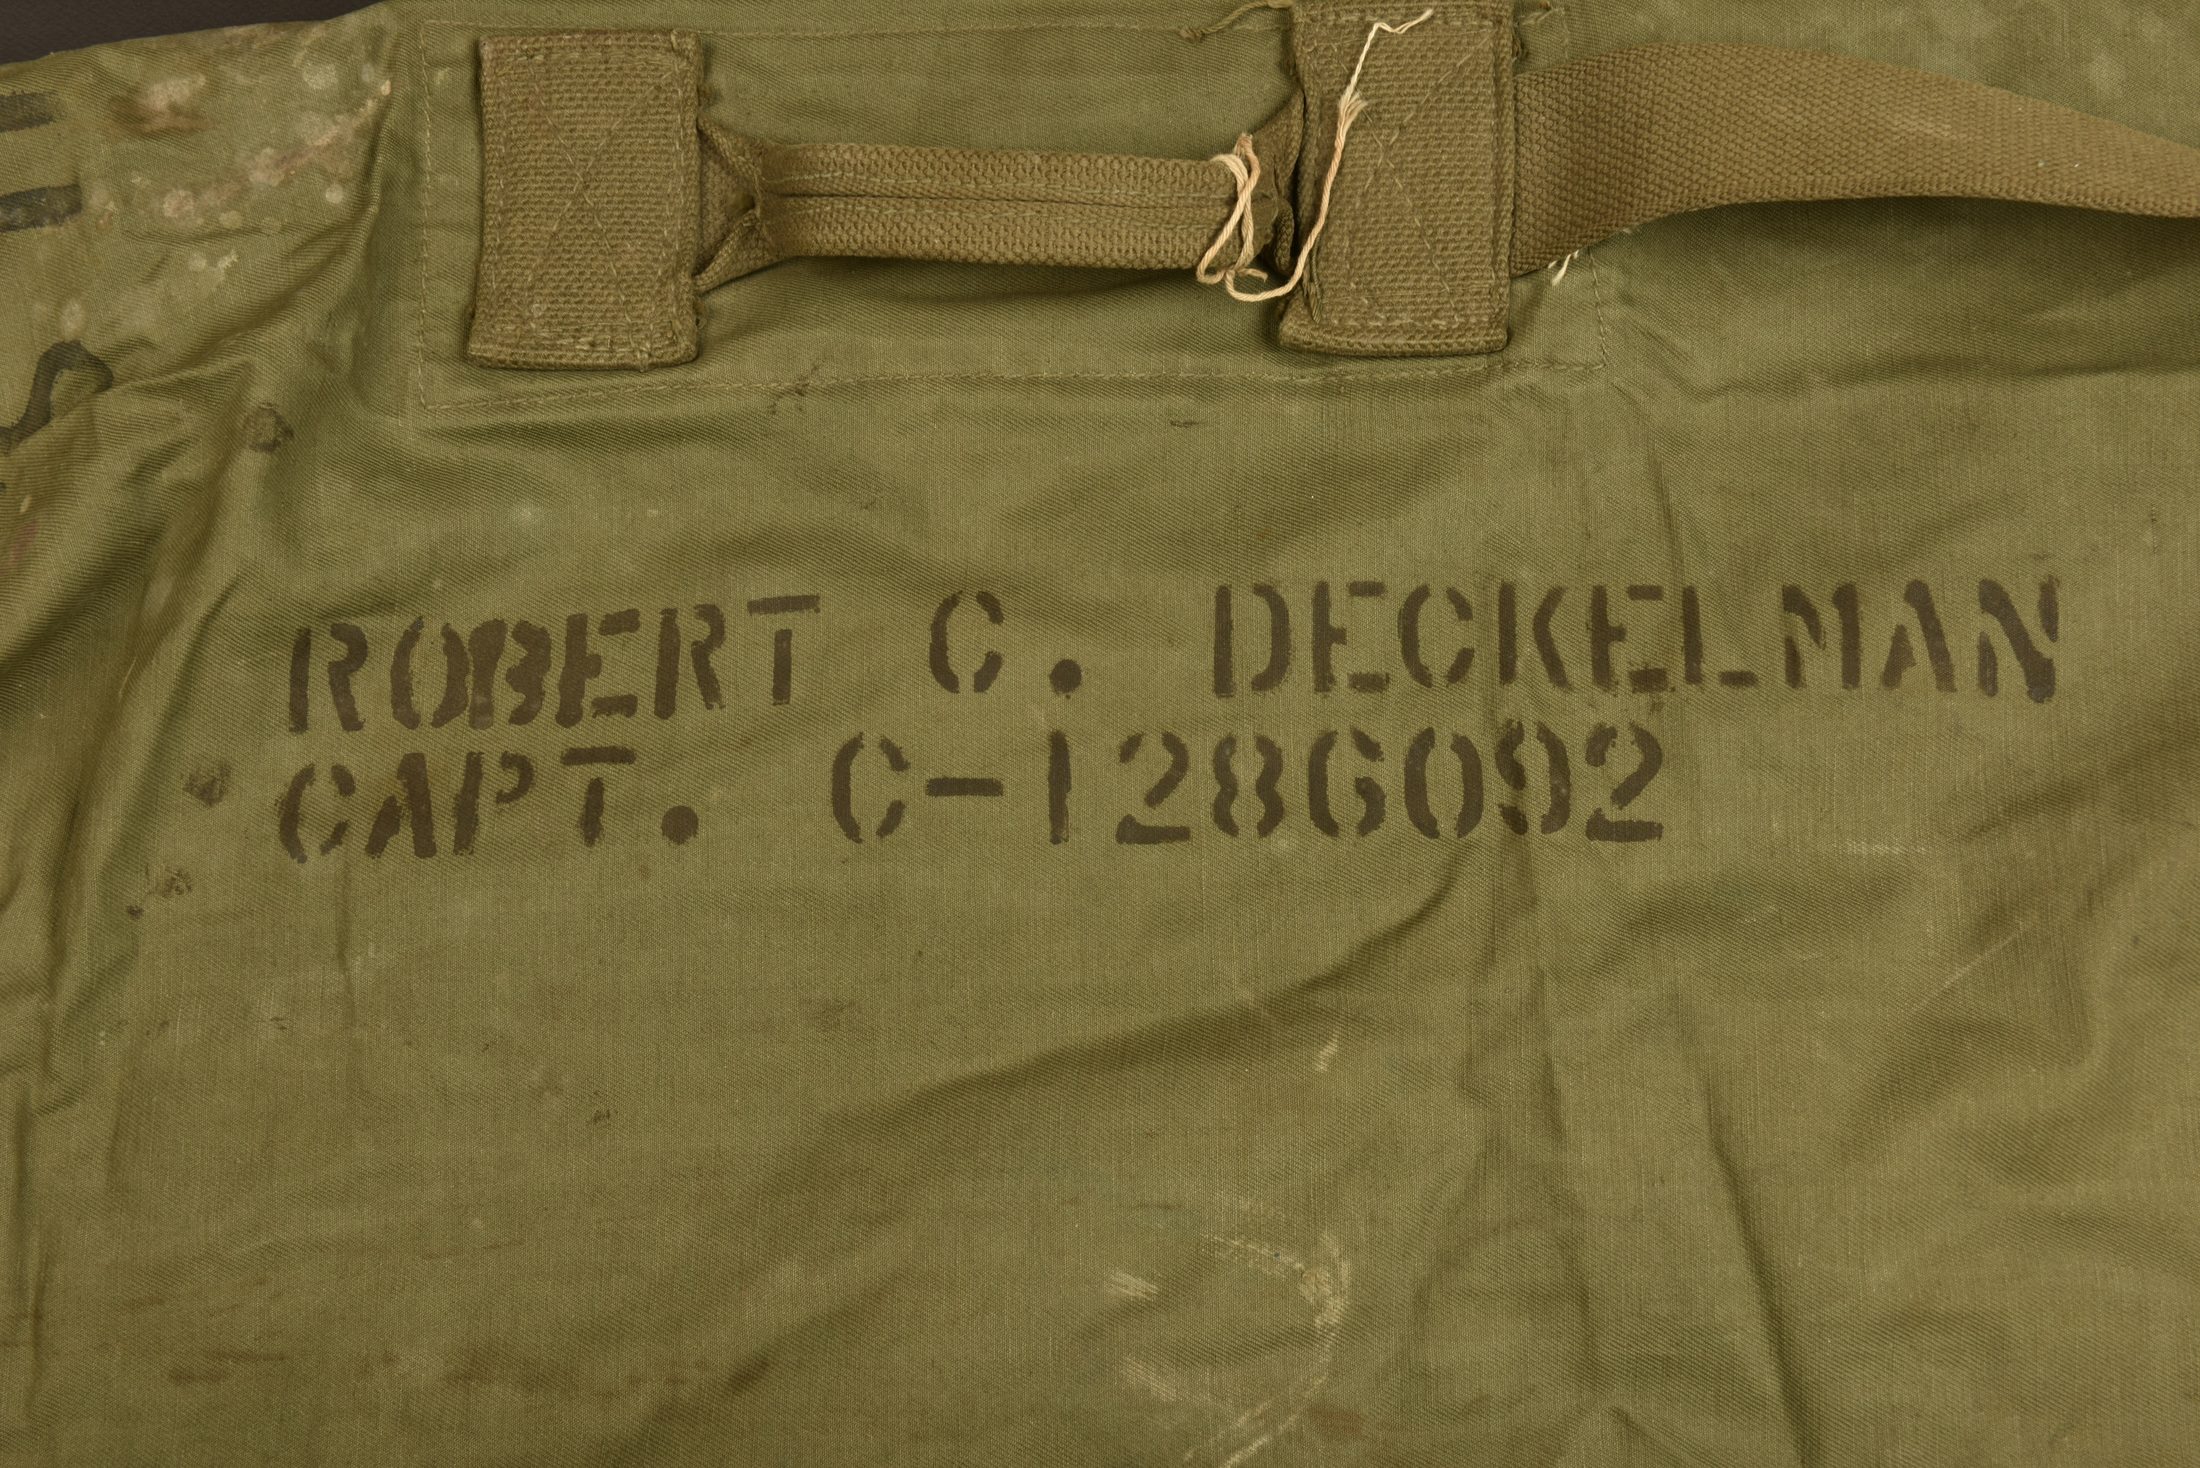 ROBERT C. DECKELMAN
CAPT. C-1286092